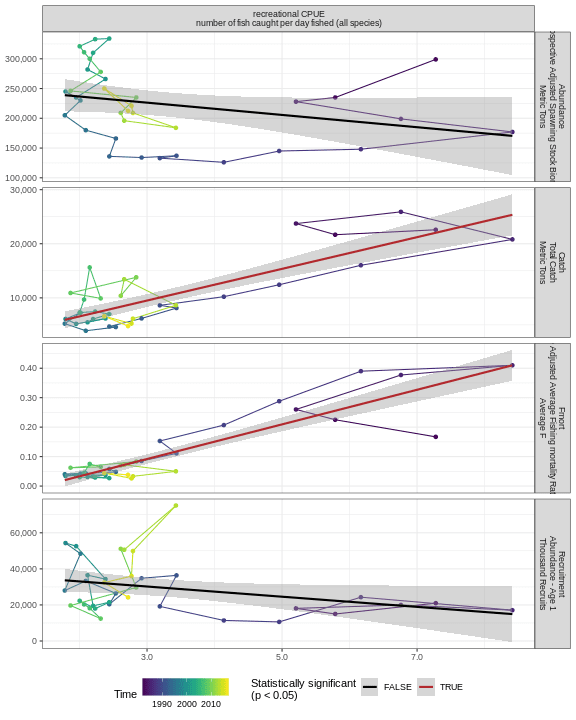 recreational CPUE
number of fish caught per day fished (all species)
300,000
250,000
200,000
150,000
100,000
Abundance
Adjusted Spawning Stock
Metric Tons
30,000
20,000
10,000
Catch
Total Catch
Metric Tons
0.40
0.30
0.20
0.10
0.00
Fmort
Adjusted Average Fishing mortality
Average F
60,000
40,000
20,000
0
Recruitment
Abundance - Age 1
Thousand Recruits
3.0 5.0 7.0
Time
1990 2000 2010
Statistically significant
(p < 0.05)
FALSE TRUE